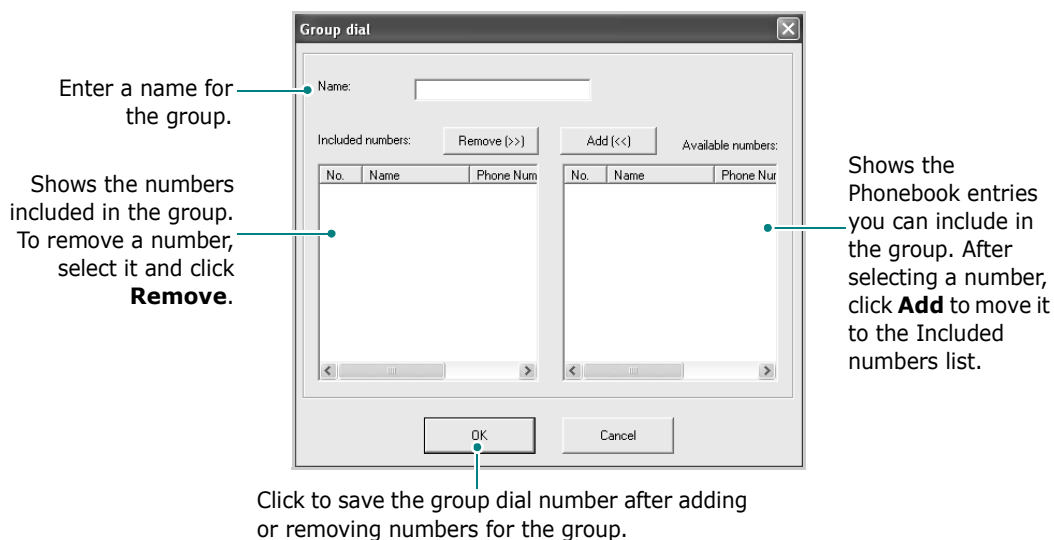 Group dial
Enter a name for
the group.
Name:
Included numbers:
Remove (>>)
Add (<<)
Available numbers:
No. Name Phone Num
No. Name Phone Nur
Shows the numbers
included in the group.
To remove a number,
select it and click
Remove.
Shows the
Phonebook entries
you can include in
the group. After
selecting a number,
click Add to move it
to the Included
numbers list.
OK
Cancel
Click to save the group dial number after adding
or removing numbers for the group.